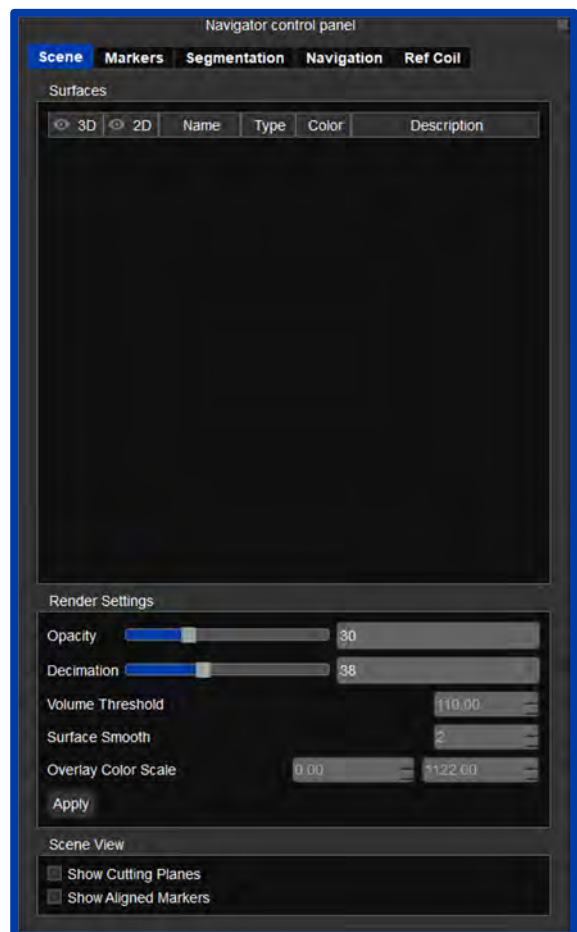 Navigator control panel
Scene Markers Segmentation Navigation Ref Coil
Surfaces
3D 2D Name Type Color Description
Render Settings
Opacity 30
Decimation 38
Volume Threshold 110.00
Surface Smooth 2
Overlay Color Scale 0.00
Apply
Scene View
Show Cutting Planes
Show Aligned Markers